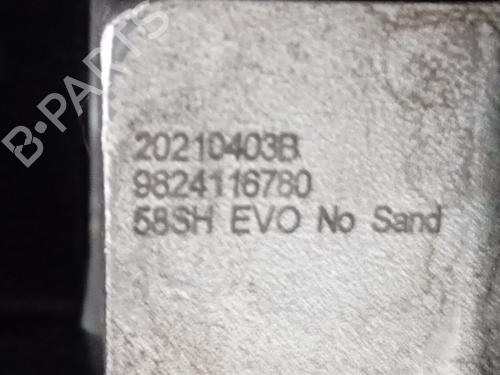 B-PARTS
20210403B
9824116780
58SH EVO No Sand